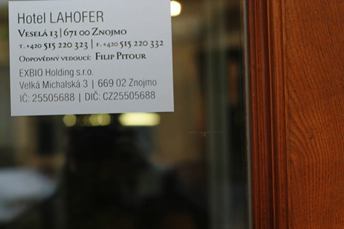 Hotel LAHOFER
Veselá 13 | 671 00 Znojmo
T: +420 515 220 323 | F: +420 515 220 332
Odpovědný vedoucí: Filip Pitour
EXBIO Holding s.r.o.
Velká Michalská 3 | 669 02 Znojmo
IČ: 25505688 | DIČ: CZ25505688